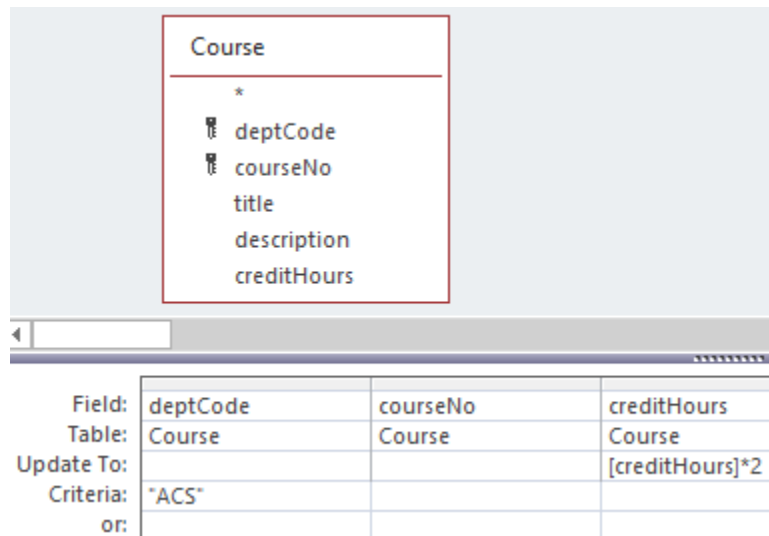 Course
*
deptCode
courseNo
title
description
creditHours
Field: deptCode courseNo creditHours
Table: Course Course Course
Update To: [creditHours]*2
Criteria: "ACS"
or: